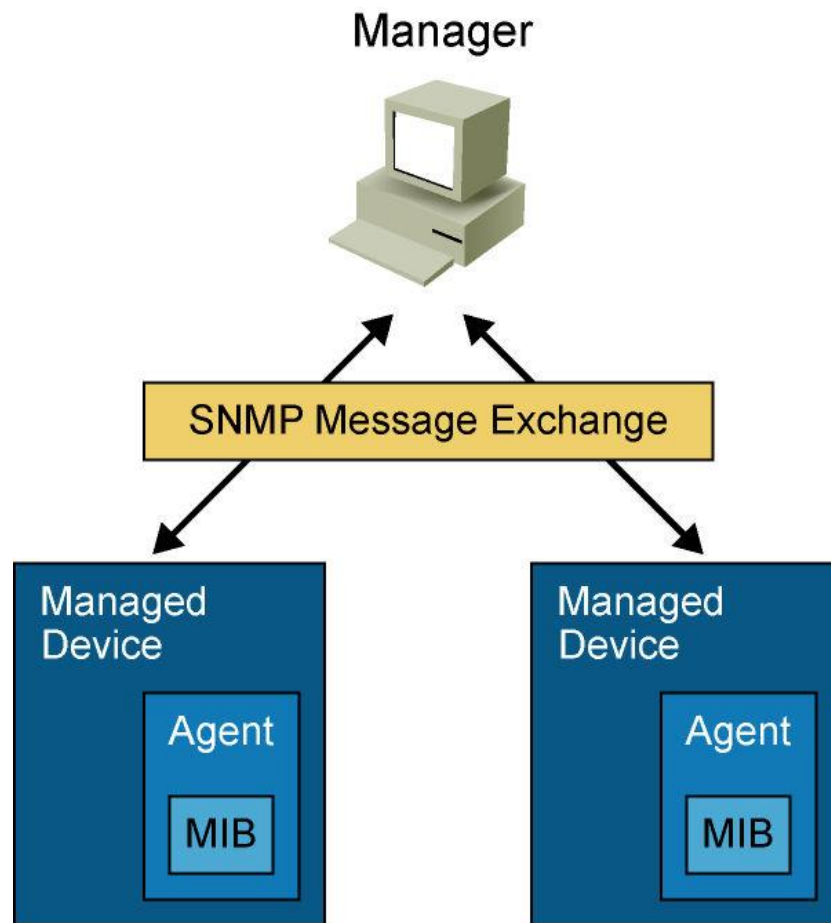 Manager
SNMP Message Exchange
Managed
Device
Agent
MIB
Managed
Device
Agent
MIB